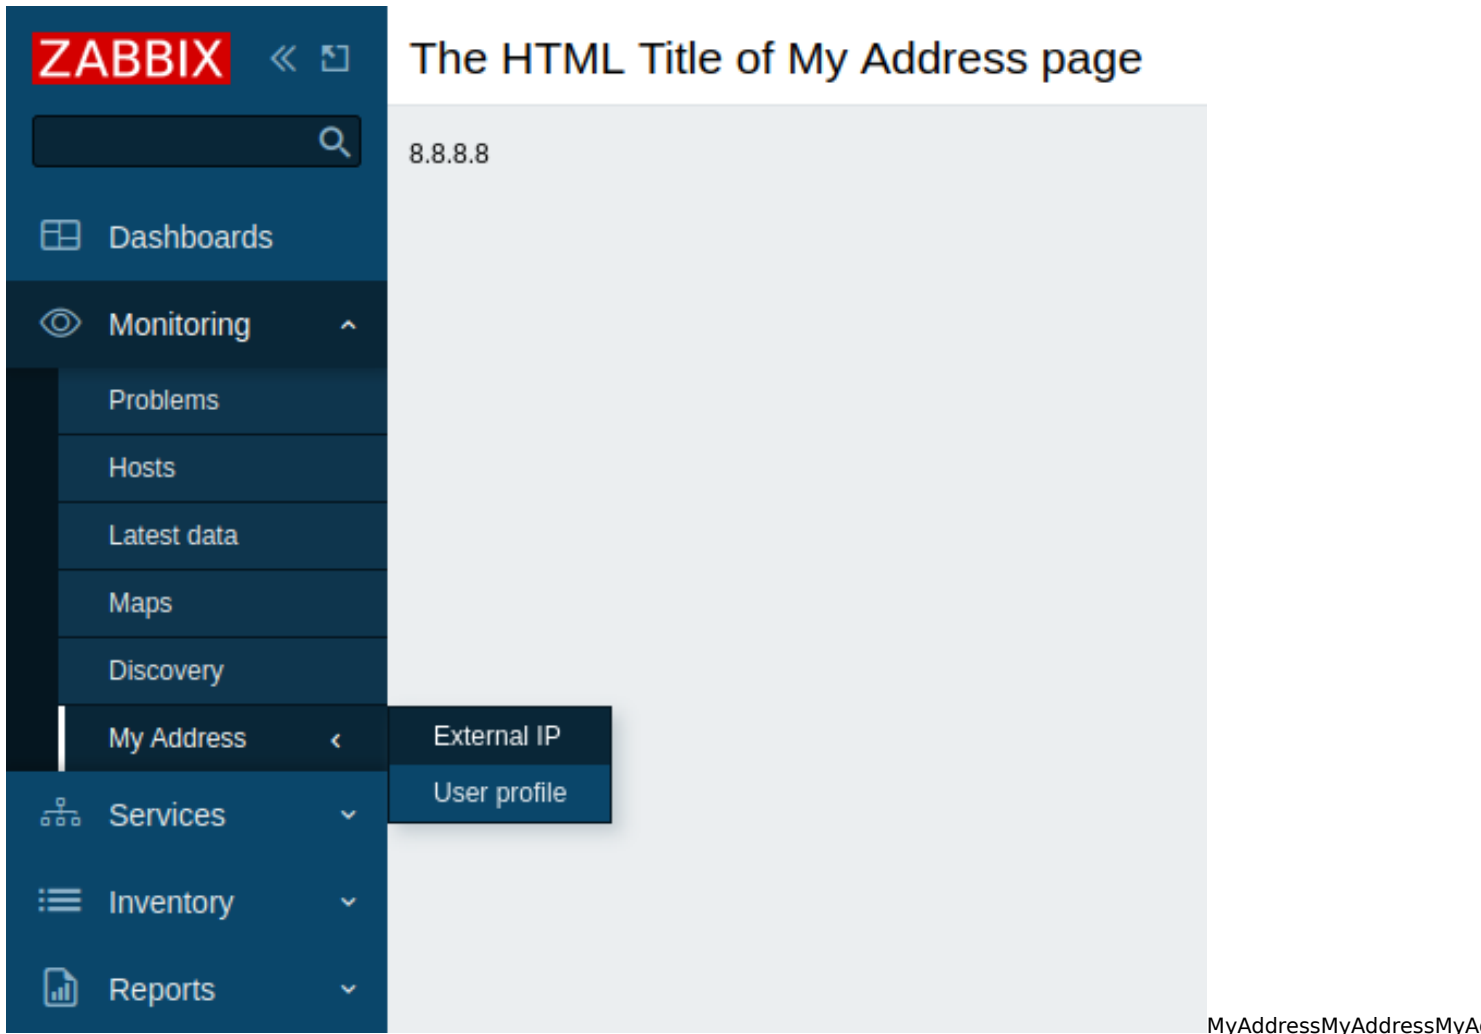 ZABBIX
The HTML Title of My Address page
8.8.8.8
Dashboards
Monitoring
Problems
Hosts
Latest data
Maps
Discovery
My Address
External IP
User profile
Services
Inventory
Reports
MyAddressMyAddressMyA